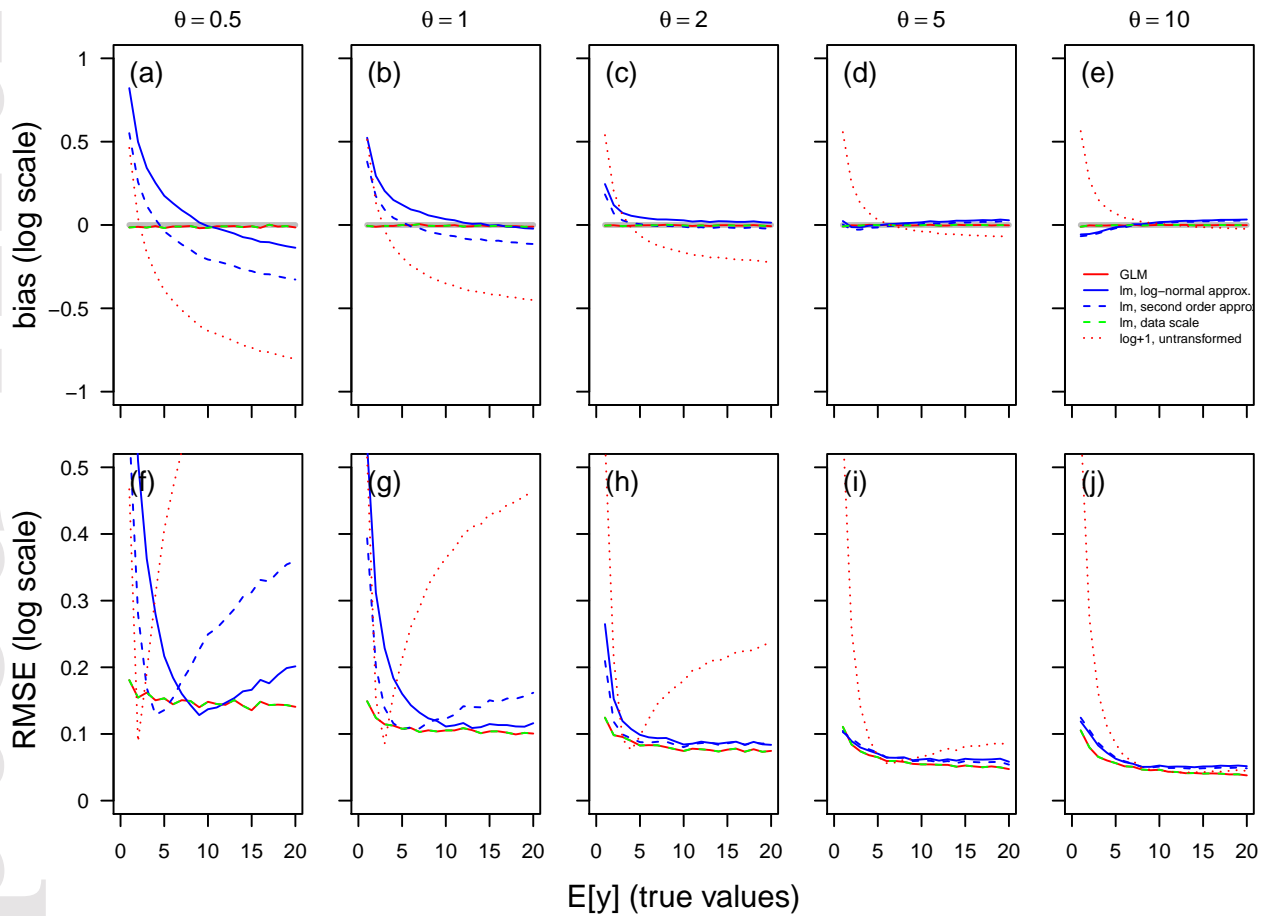 θ = 0.5
θ = 1
θ = 2
θ = 5
θ = 10
bias (log scale)
1
0.5
0
−0.5
−1
(a)
(b)
(c)
(d)
(e)
GLM
lm, log−normal approx.
lm, second order approx
lm, data scale
log+1, untransformed
RMSE (log scale)
0.5
0.4
0.3
0.2
0.1
0
(f)
(g)
(h)
(i)
(j)
0 5 10 15 20
0 5 10 15 20
0 5 10 15 20
0 5 10 15 20
0 5 10 15 20
E[y] (true values)